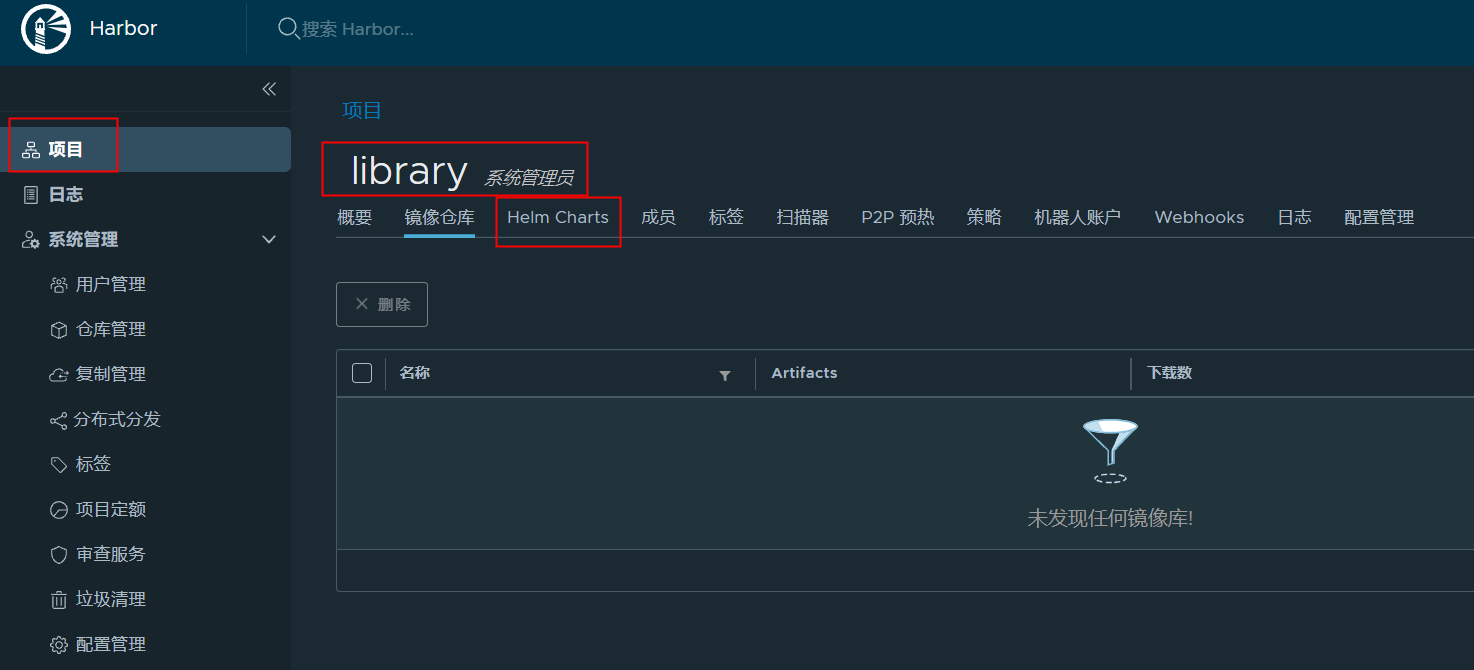 Harbor
搜索 Harbor...
项目
日志
系统管理
用户管理
仓库管理
复制管理
分布式分发
标签
项目定额
审查服务
垃圾清理
配置管理
项目
library 系统管理员
概要 镜像仓库 Helm Charts 成员 标签 扫描器 P2P 预热 策略 机器人账户 Webhooks 日志 配置管理
删除
名称 Artifacts 下载数
未发现任何镜像库!